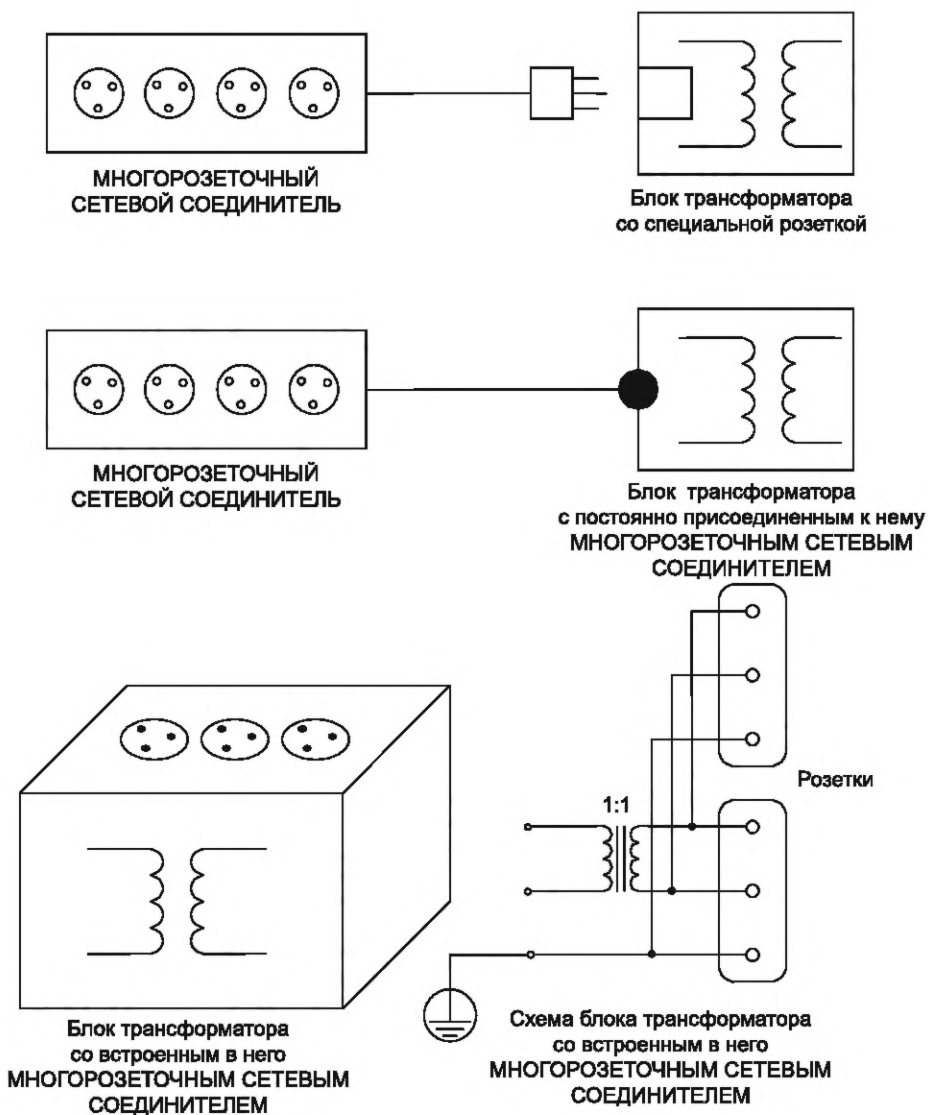 МНОГОРОЗЕТОЧНЫЙ
СЕТЕВОЙ СОЕДИНИТЕЛЬ
Блок трансформатора
со специальной розеткой
МНОГОРОЗЕТОЧНЫЙ
СЕТЕВОЙ СОЕДИНИТЕЛЬ
Блок трансформатора
с постоянно присоединенным к нему
МНОГОРОЗЕТОЧНЫМ СЕТЕВЫМ
СОЕДИНИТЕЛЕМ
Розетки
1:1
Блок трансформатора
со встроенным в него
МНОГОРОЗЕТОЧНЫМ СЕТЕВЫМ
СОЕДИНИТЕЛЕМ
Схема блока трансформатора
со встроенным в него
МНОГОРОЗЕТОЧНЫМ СЕТЕВЫМ
СОЕДИНИТЕЛЕМ